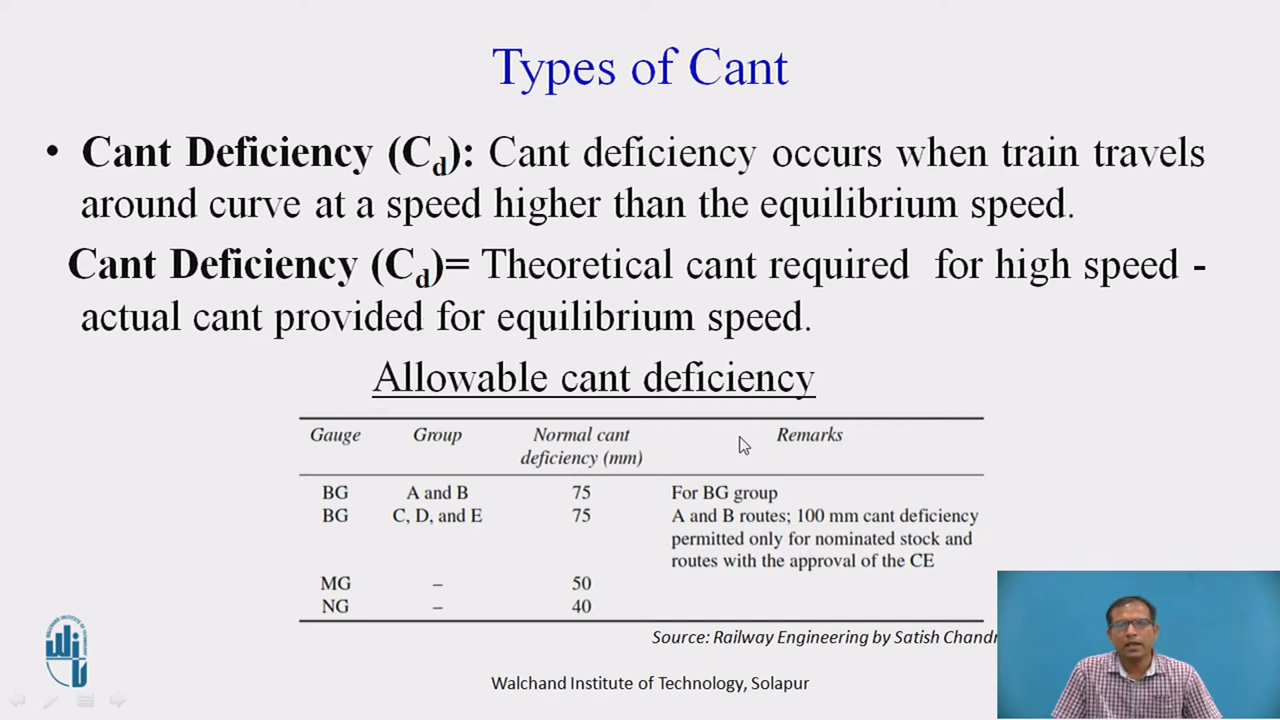 Types of Cant
• Cant Deficiency (Cd): Cant deficiency occurs when train travels
around curve at a speed higher than the equilibrium speed.
Cant Deficiency (Cd)= Theoretical cant required for high speed -
actual cant provided for equilibrium speed.
Allowable cant deficiency
Gauge Group Normal cant deficiency (mm) Remarks
BG A and B 75 For BG group
BG C, D, and E 75 A and B routes; 100 mm cant deficiency
permitted only for nominated stock and
routes with the approval of the CE
MG – 50
NG – 40
Source: Railway Engineering by Satish Chandr
Walchand Institute of Technology, Solapur